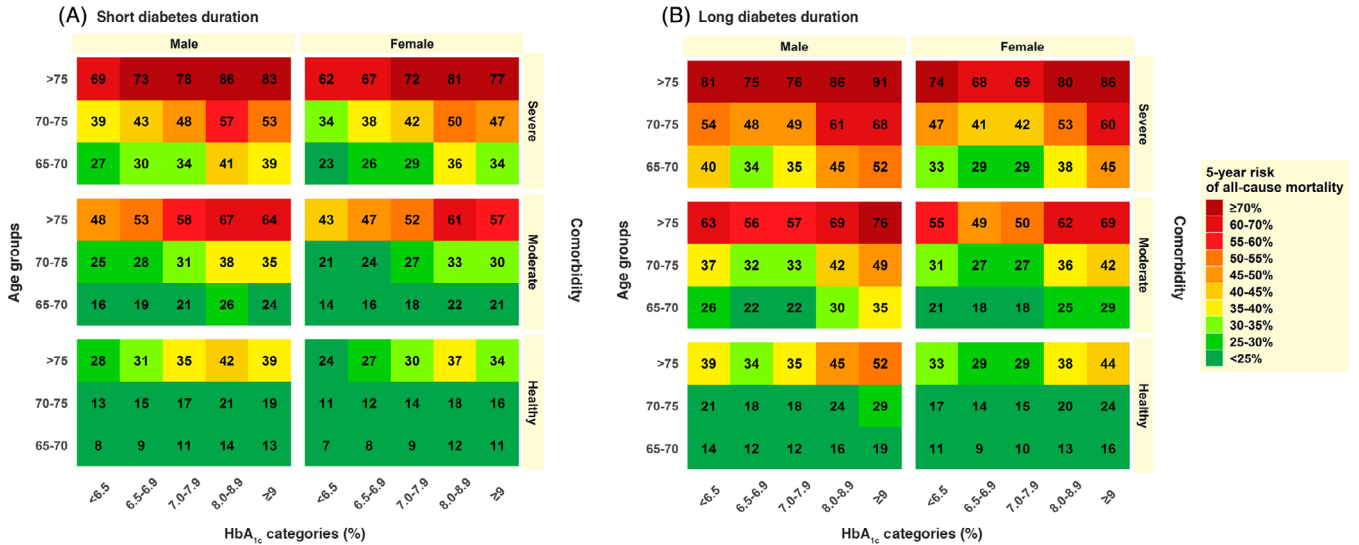 (A) Short diabetes duration
Male Female
>75 69 73 78 86 83 62 67 72 81 77
70-75 39 43 48 57 53 34 38 42 50 47
65-70 27 30 34 41 39 23 26 29 36 34
Severe
>75 48 53 58 67 64 43 47 52 61 57
70-75 25 28 31 38 35 21 24 27 33 30
65-70 16 19 21 26 24 14 16 18 22 21
Moderate
>75 28 31 35 42 39 24 27 30 37 34
70-75 13 15 17 21 19 11 12 14 18 16
65-70 8 9 11 14 13 7 8 9 12 11
Healthy
Age groups
Comorbidity
<6.5 6.5-6.9 7.0-7.9 8.0-8.9 ≥9 <6.5 6.5-6.9 7.0-7.9 8.0-8.9 ≥9
HbA1c categories (%)
(B) Long diabetes duration
Male Female
>75 81 75 76 86 91 74 68 69 80 86
70-75 54 48 49 61 68 47 41 42 53 60
65-70 40 34 35 45 52 33 29 29 38 45
Severe
>75 63 56 57 69 76 55 49 50 62 69
70-75 37 32 33 42 49 31 27 27 36 42
65-70 26 22 22 30 35 21 18 18 25 29
Moderate
>75 39 34 35 45 52 33 29 29 38 44
70-75 21 18 18 24 29 17 14 15 20 24
65-70 14 12 12 16 19 11 9 10 13 16
Healthy
Age groups
Comorbidity
<6.5 6.5-6.9 7.0-7.9 8.0-8.9 ≥9 <6.5 6.5-6.9 7.0-7.9 8.0-8.9 ≥9
HbA1c categories (%)
5-year risk
of all-cause mortality
≥70%
60-70%
55-60%
50-55%
45-50%
40-45%
35-40%
30-35%
25-30%
<25%